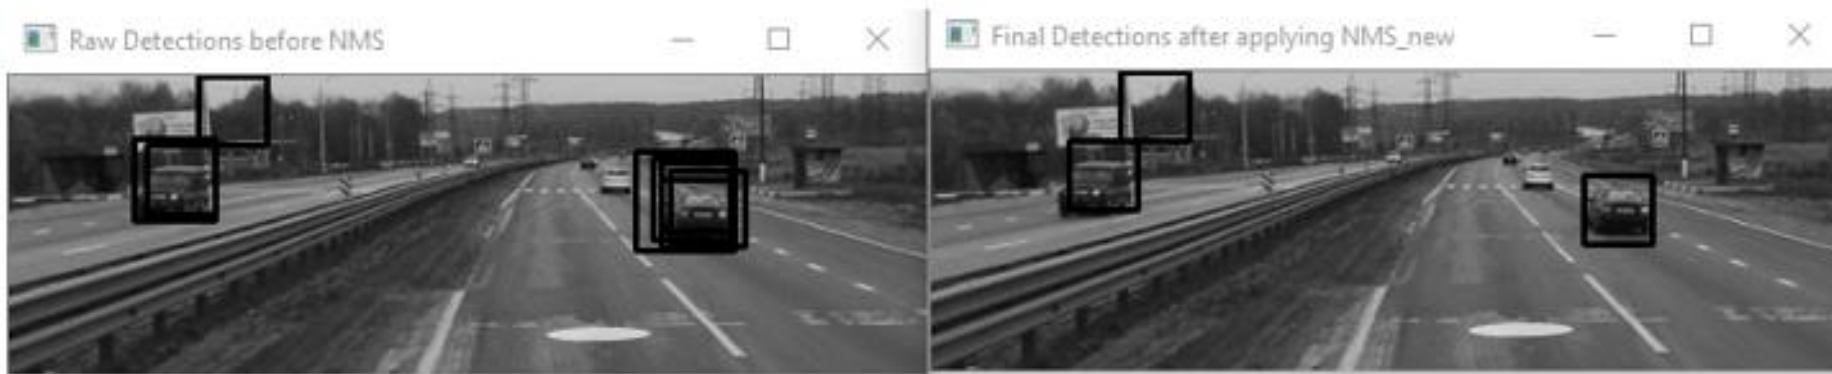 Raw Detections before NMS
Final Detections after applying NMS_new